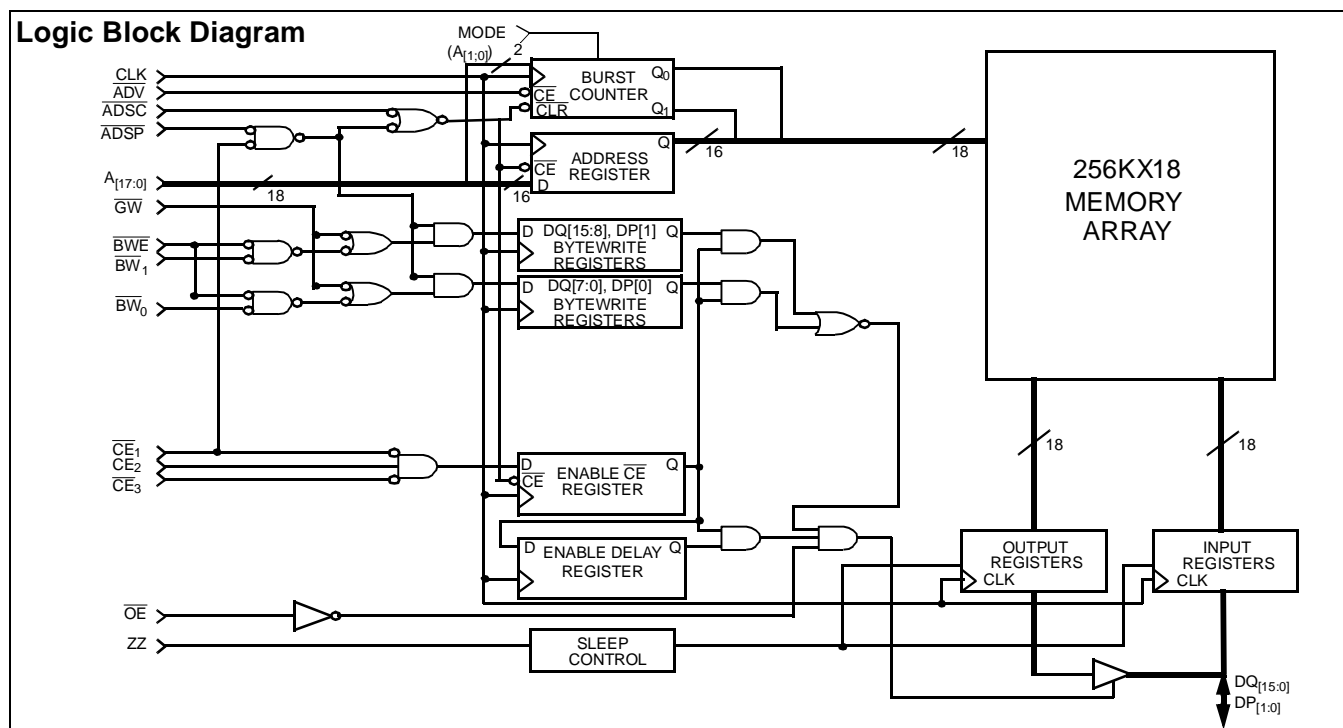 Logic Block Diagram
MODE
(A[1;0])
2
CLK
ADV
ADSC
ADSP
A[17:0]
GW
BWE
BW1
BW0
CE1
CE2
CE3
OE
ZZ
BURST
COUNTER
CE
CLR
Q0
Q1
ADDRESS
REGISTER
CE
D
Q
18
16
16
18
256KX18
MEMORY
ARRAY
D
DQ[15:8], DP[1]
BYTEWRITE
REGISTERS
Q
D
DQ[7:0], DP[0]
BYTEWRITE
REGISTERS
Q
D
CE
ENABLE CE
REGISTER
Q
D
ENABLE DELAY
REGISTER
Q
18
18
OUTPUT
REGISTERS
CLK
INPUT
REGISTERS
CLK
SLEEP
CONTROL
DQ[15:0]
DP[1:0]